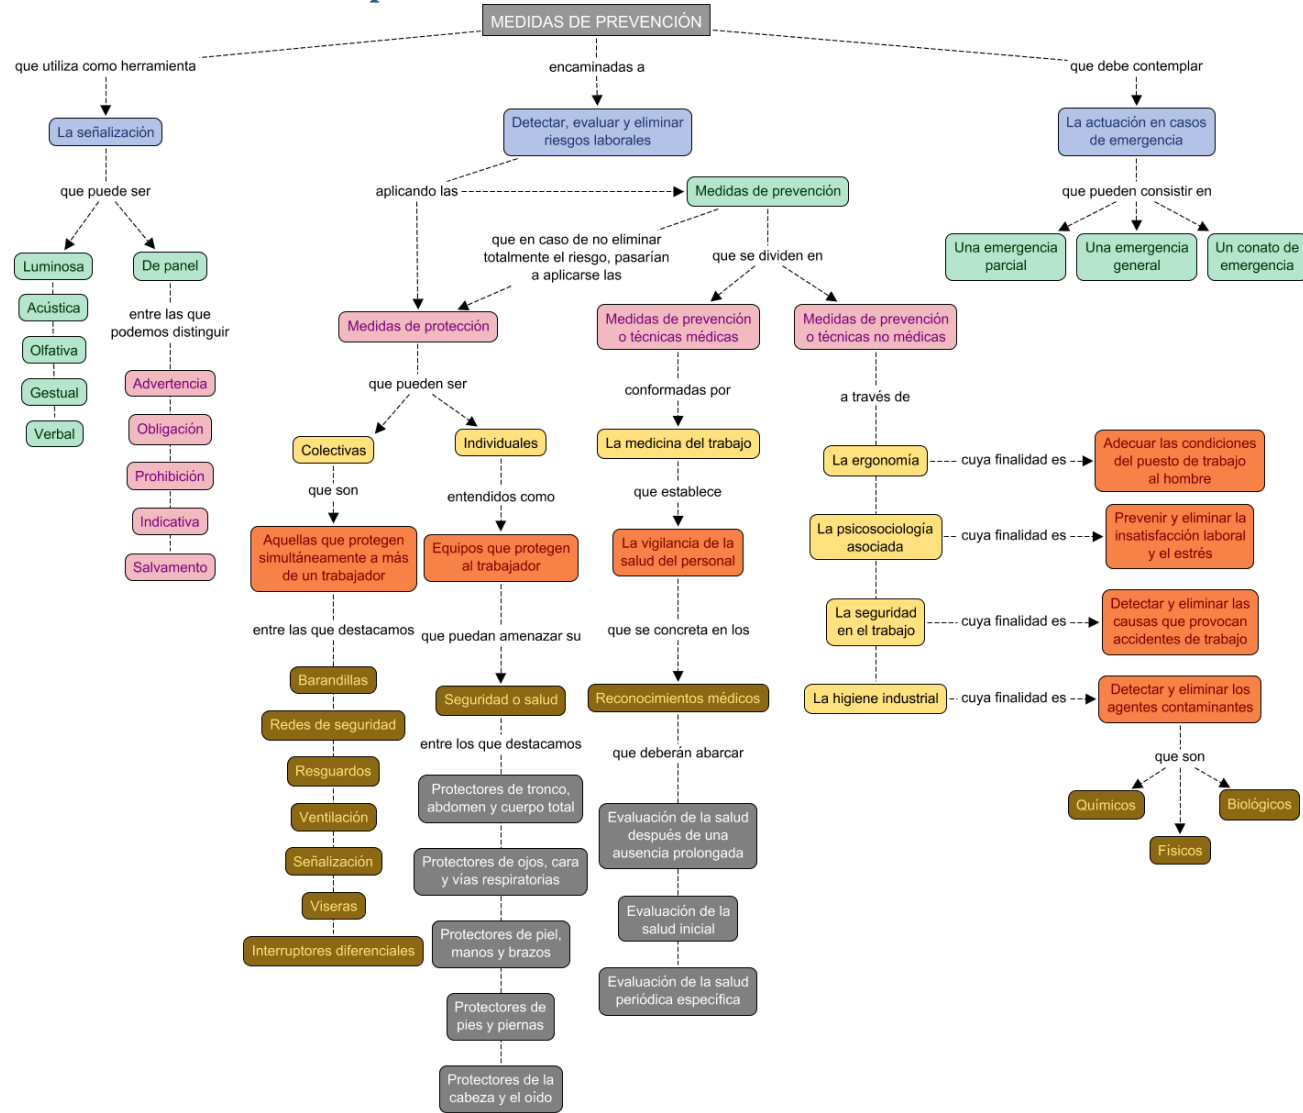 MEDIDAS DE PREVENCIÓN
que utiliza como herramienta
La señalización
que puede ser
Luminosa
Acústica
Olfativa
Gestual
Verbal
De panel
entre las que
podemos distinguir
Advertencia
Obligación
Prohibición
Indicativa
Salvamento
encaminadas a
Detectar, evaluar y eliminar
riesgos laborales
aplicando las
Medidas de prevención
que en caso de no eliminar
totalmente el riesgo, pasarían
a aplicarse las
Medidas de protección
que pueden ser
Colectivas
que son
Aquellas que protegen
simultáneamente a más
de un trabajador
entre las que destacamos
Barandillas
Redes de seguridad
Resguardos
Ventilación
Señalización
Viseras
Interruptores diferenciales
Individuales
entendidos como
Equipos que protegen
al trabajador
que puedan amenazar su
Seguridad o salud
entre los que destacamos
Protectores de tronco,
abdomen y cuerpo total
Protectores de ojos, cara
y vías respiratorias
Protectores de piel,
manos y brazos
Protectores de
pies y piernas
Protectores de la
cabeza y el oído
que se dividen en
Medidas de prevención
o técnicas médicas
conformadas por
La medicina del trabajo
que establece
La vigilancia de la
salud del personal
que se concreta en los
Reconocimientos médicos
que deberán abarcar
Evaluación de la salud
después de una
ausencia prolongada
Evaluación de la
salud inicial
Evaluación de la salud
periódica específica
Medidas de prevención
o técnicas no médicas
a través de
La ergonomía
cuya finalidad es
Adecuar las condiciones
del puesto de trabajo
al hombre
La psicosociología
asociada
cuya finalidad es
Prevenir y eliminar la
insatisfacción laboral
y el estrés
La seguridad
en el trabajo
cuya finalidad es
Detectar y eliminar las
causas que provocan
accidentes de trabajo
La higiene industrial
cuya finalidad es
Detectar y eliminar los
agentes contaminantes
que son
Químicos
Físicos
Biológicos
que debe contemplar
La actuación en casos
de emergencia
que pueden consistir en
Una emergencia
parcial
Una emergencia
general
Un conato de
emergencia